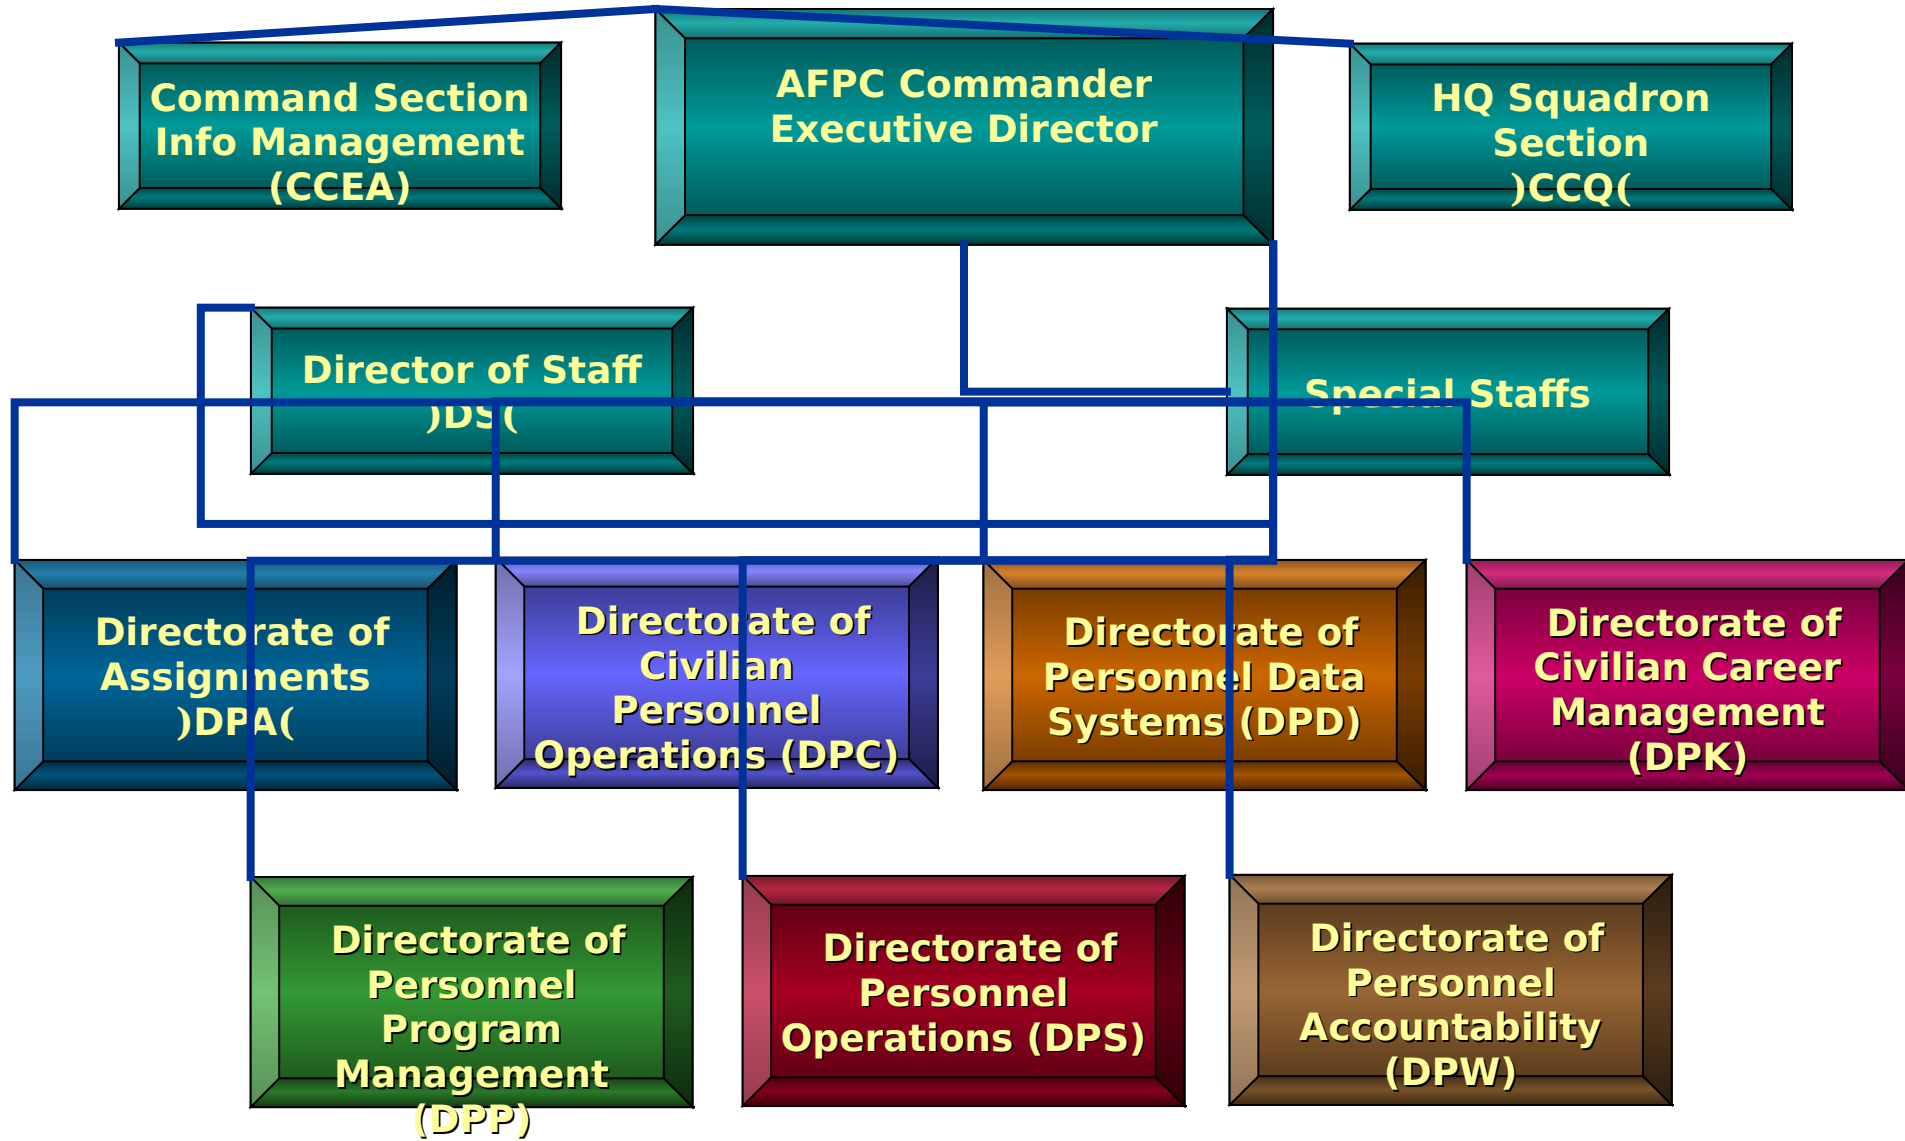 Command Section
Info Management
(CCEA)
AFPC Commander
Executive Director
HQ Squadron
Section
)CCQ(
Director of Staff
)DS(
Special Staffs
Directorate of
Assignments
)DPA(
Directorate of
Civilian
Personnel
Operations (DPC)
Directorate of
Personnel Data
Systems (DPD)
Directorate of
Civilian Career
Management
(DPK)
Directorate of
Personnel
Program
Management
(DPP)
Directorate of
Personnel
Operations (DPS)
Directorate of
Personnel
Accountability
(DPW)